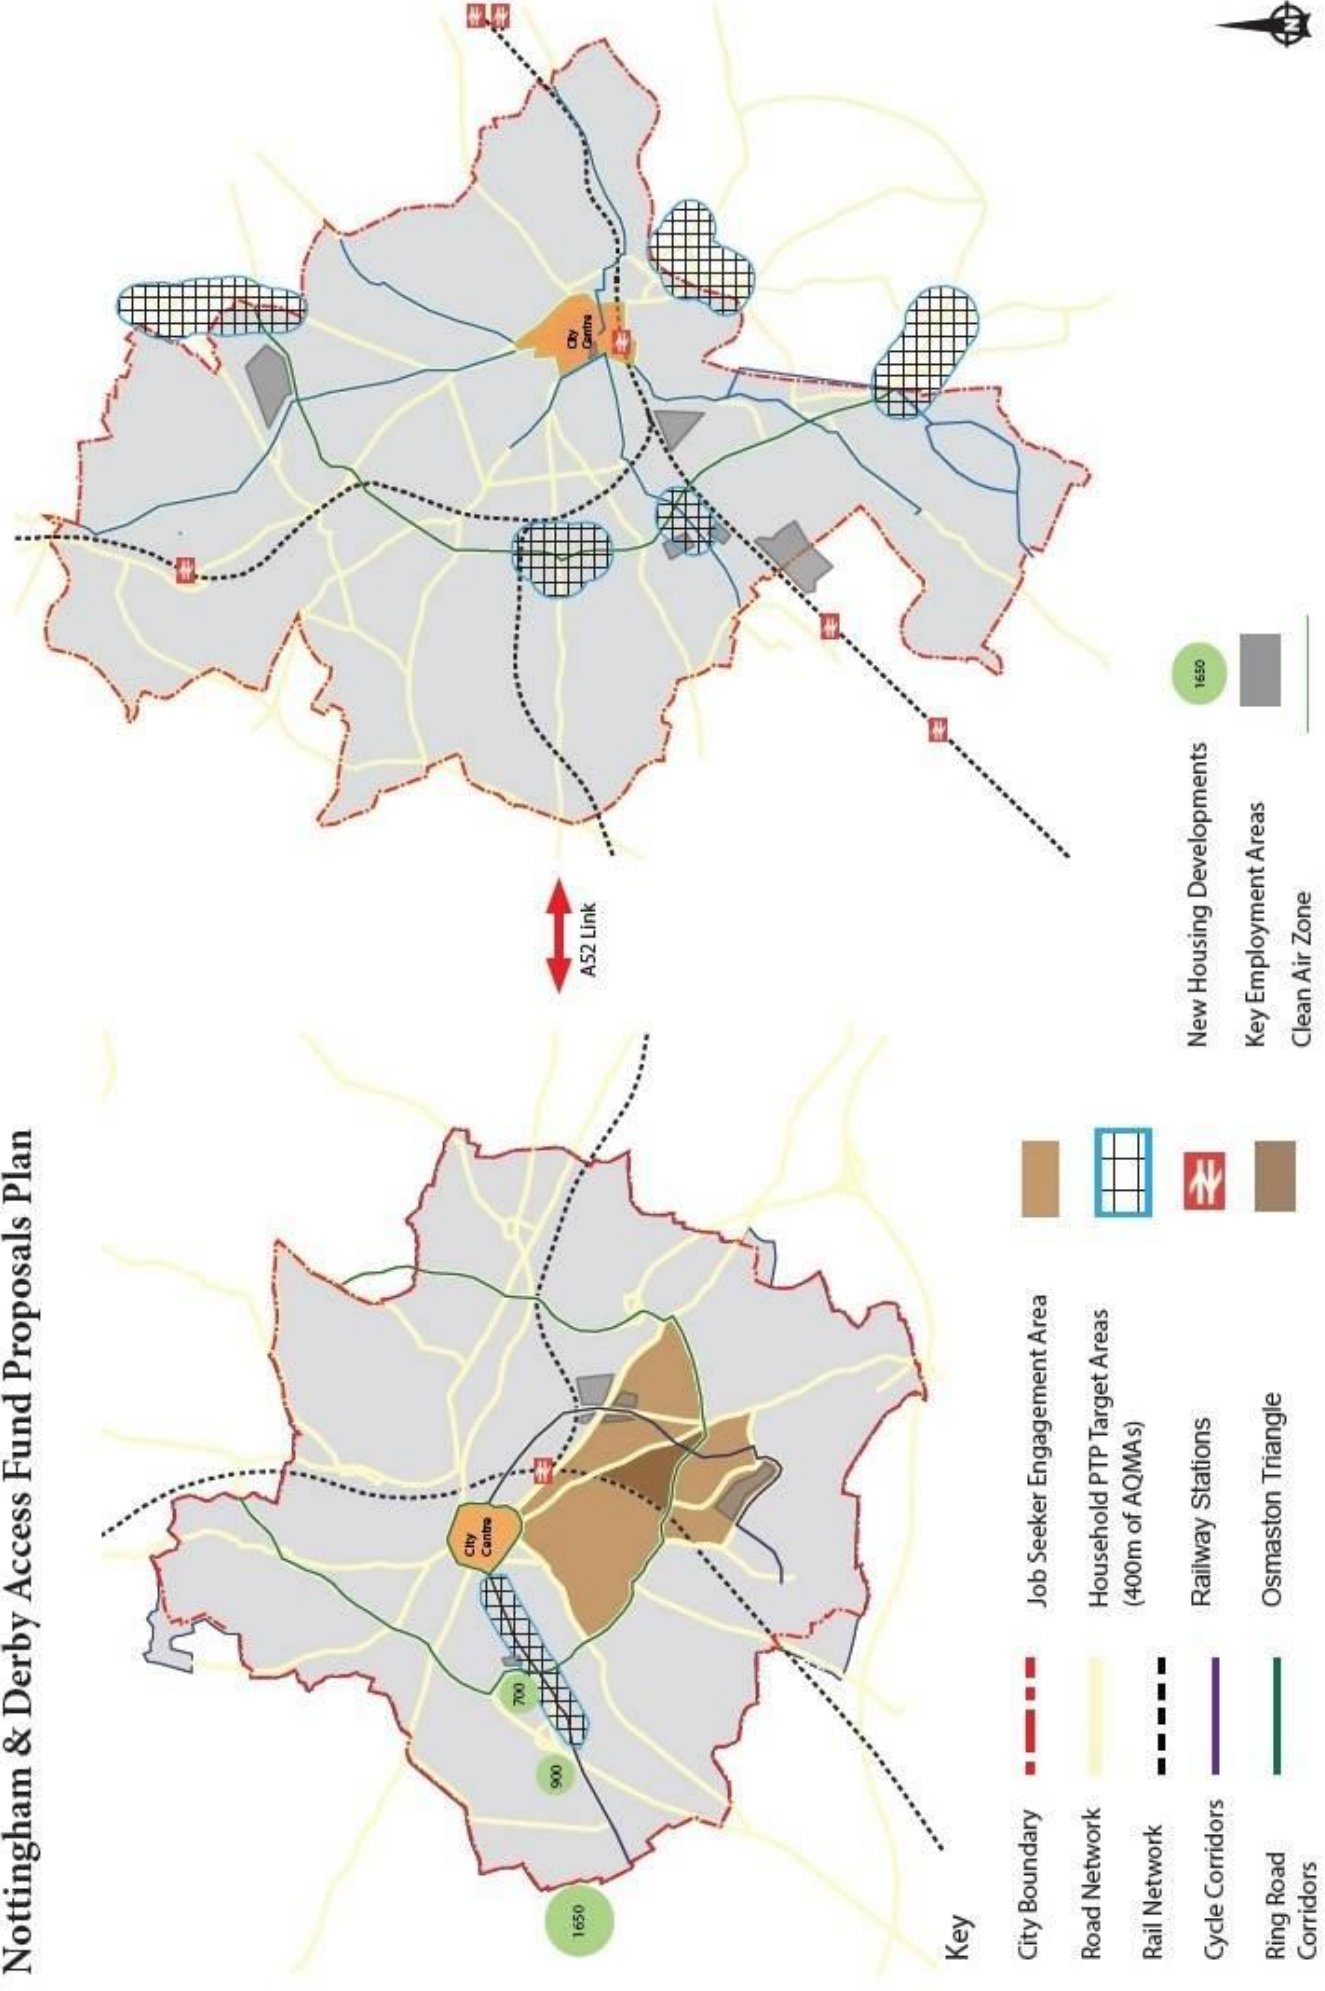 Nottingham & Derby Access Fund Proposals Plan
1650
900
700
City
Centre
A52 Link
City
Centre
N
Key
City Boundary
Road Network
Rail Network
Cycle Corridors
Ring Road
Corridors
Job Seeker Engagement Area
Household PTP Target Areas
(400m of AQMAs)
Railway Stations
Osmaston Triangle
New Housing Developments
1650
Key Employment Areas
Clean Air Zone